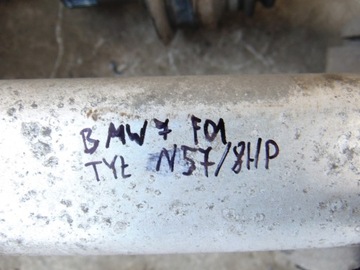 BMW7 F01
TYŁ N57/8HP